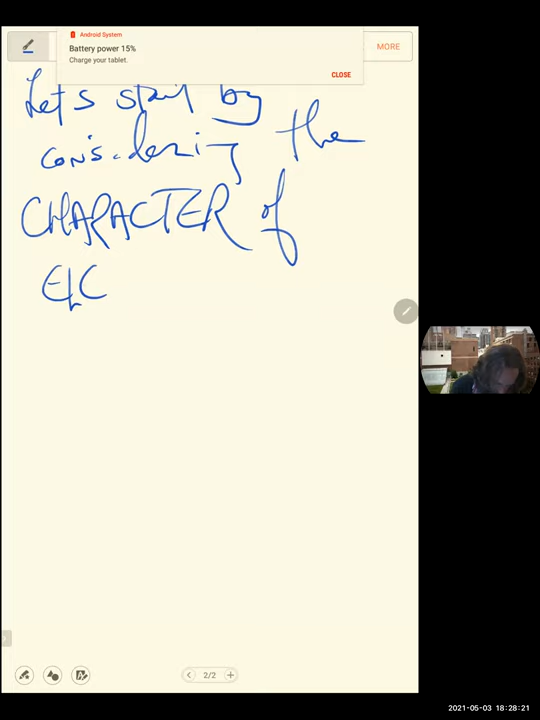 Android System
Battery power 15%
Charge your tablet.
CLOSE
MORE
Let's start by
considering the
CHARACTER of
2/2
2021-05-03 18:28:21